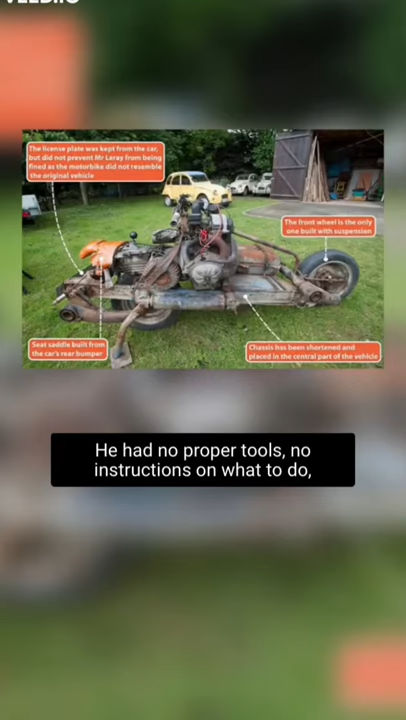 The license plate was kept from the car,
but did not prevent Mr Leray from being
fined as the motorbike did not resemble
the original vehicle
The front wheel is the only
one built with suspension
Seat saddle built from
the car's rear bumper
Chassis has been shortened and
placed in the central part of the vehicle
He had no proper tools, no
instructions on what to do,